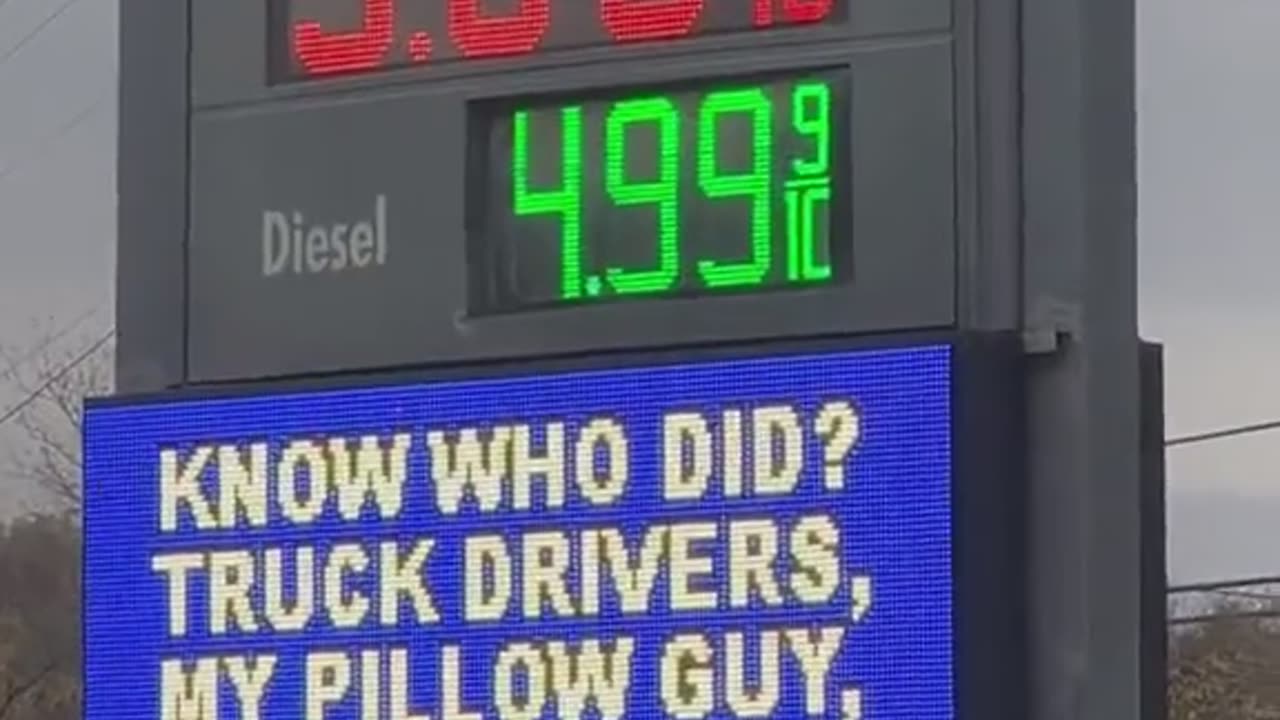 Diesel 4.99 9/10
KNOW WHO DID?
TRUCK DRIVERS,
MY PILLOW GUY,